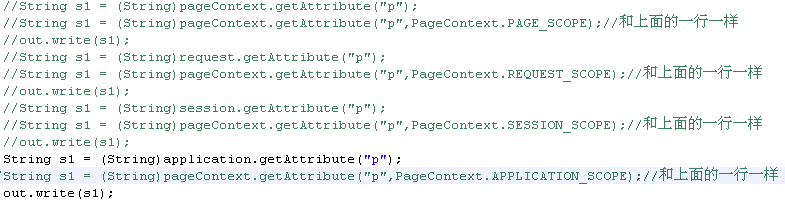 //String s1 = (String)pageContext.getAttribute("p");
//String s1 = (String)pageContext.getAttribute("p",PageContext.PAGE_SCOPE);//和上面的一行一样
//out.write(s1);
//String s1 = (String)request.getAttribute("p");
//String s1 = (String)pageContext.getAttribute("p",PageContext.REQUEST_SCOPE);//和上面的一行一样
//out.write(s1);
//String s1 = (String)session.getAttribute("p");
//String s1 = (String)pageContext.getAttribute("p",PageContext.SESSION_SCOPE);//和上面的一行一样
//out.write(s1);
String s1 = (String)application.getAttribute("p");
String s1 = (String)pageContext.getAttribute("p",PageContext.APPLICATION_SCOPE);//和上面的一行一样
out.write(s1);